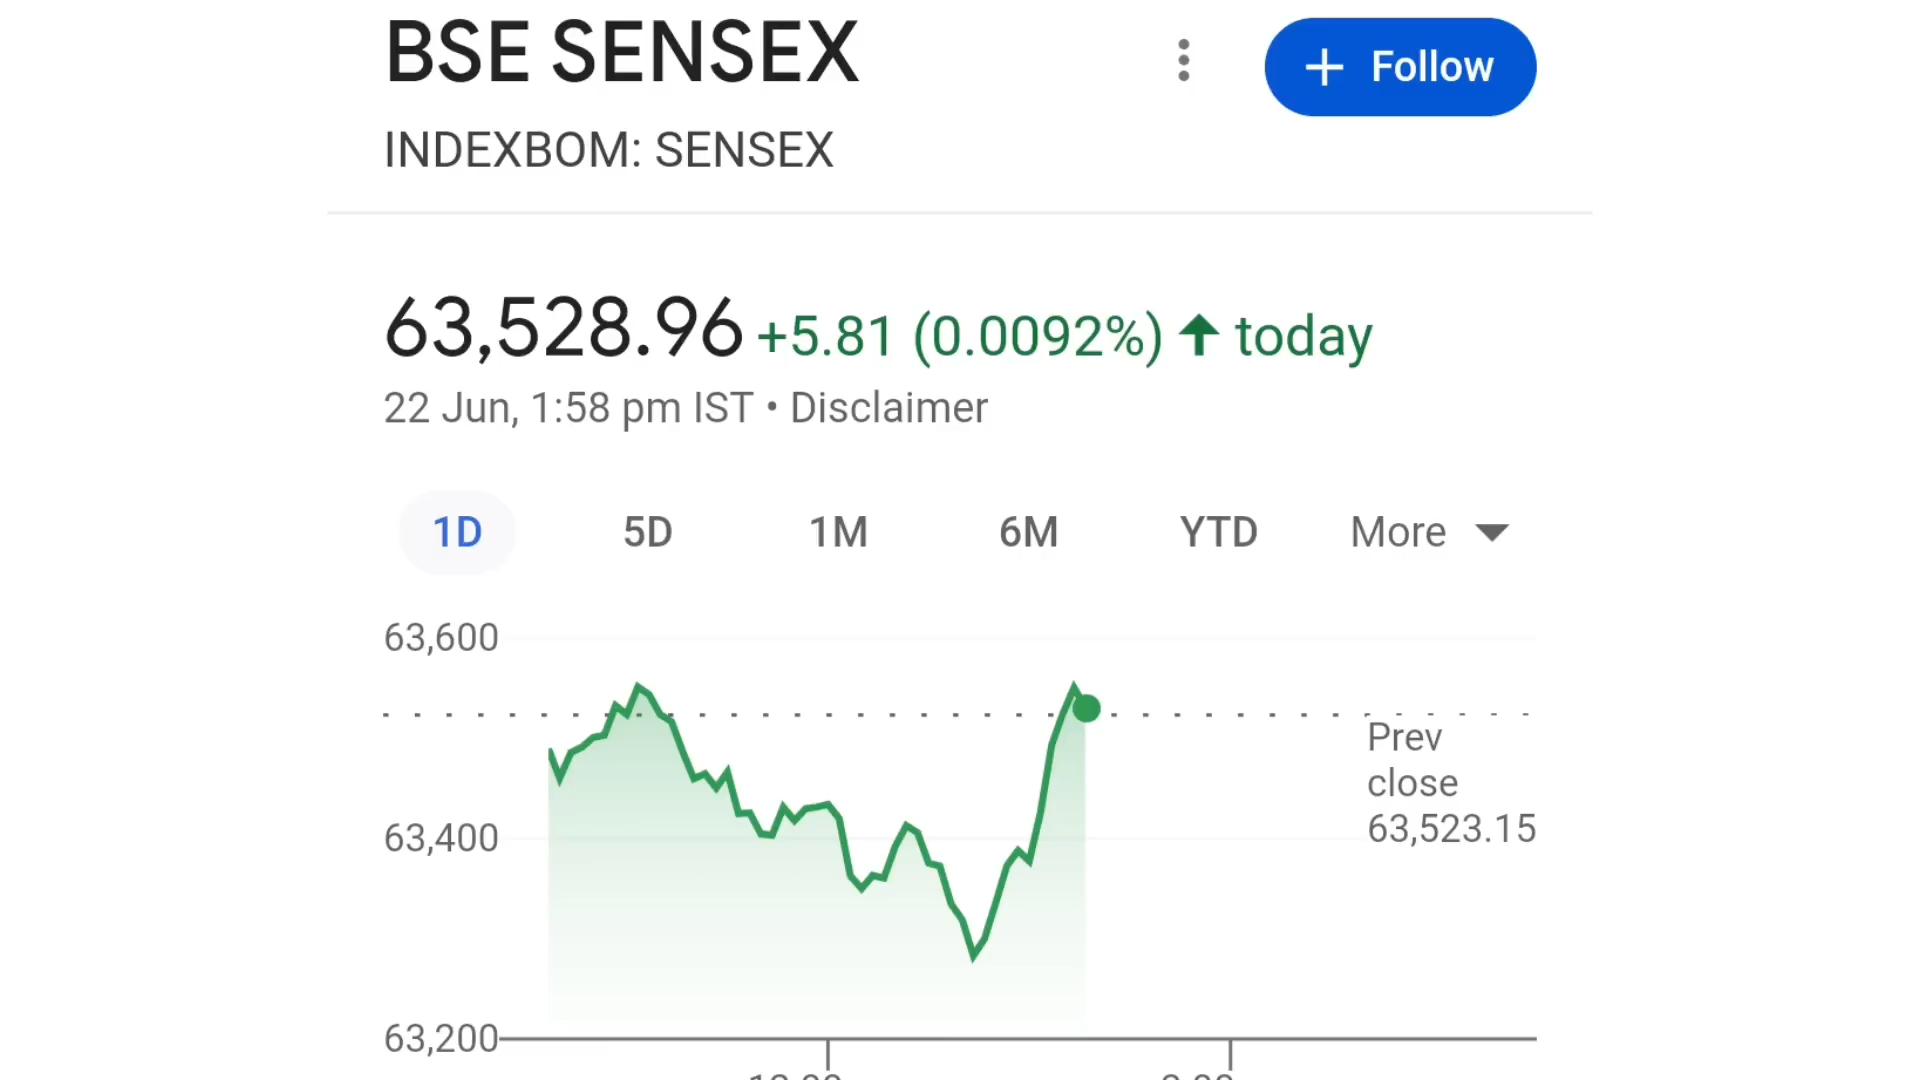 BSE SENSEX
+ Follow
INDEXBOM: SENSEX
63,528.96 +5.81 (0.0092%) ↑ today
22 Jun, 1:58 pm IST • Disclaimer
1D 5D 1M 6M YTD More
63,600
Prev
close
63,523.15
63,400
63,200